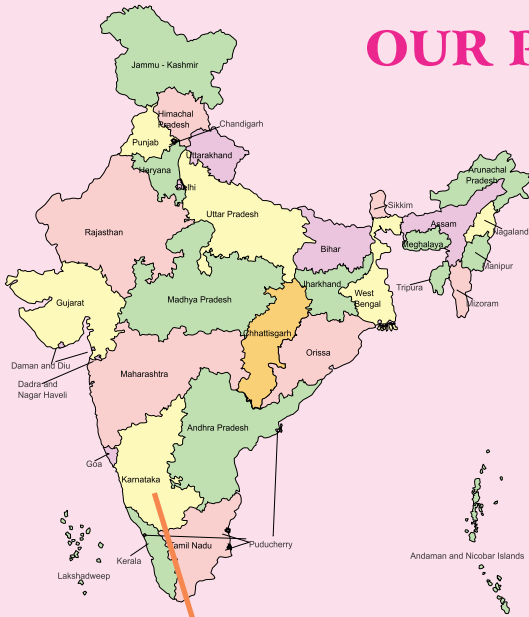 OUR P
Jammu - Kashmir
Himachal
Pradesh
Chandigarh
Punjab
Uttarakhand
Heryana
Delhi
Arunachal
Pradesh
Sikkim
Uttar Pradesh
Assam
Rajasthan
Nagaland
Bihar
Meghalaya
Manipur
Jharkhand
Tripura
West
Bengal
Mizoram
Gujarat
Madhya Pradesh
Chhattisgarh
Orissa
Daman and Diu
Maharashtra
Dadra and
Nagar Haveli
Andhra Pradesh
Goa
Karnataka
Puducherry
Tamil Nadu
Andaman and Nicobar Islands
Kerala
Lakshadweep